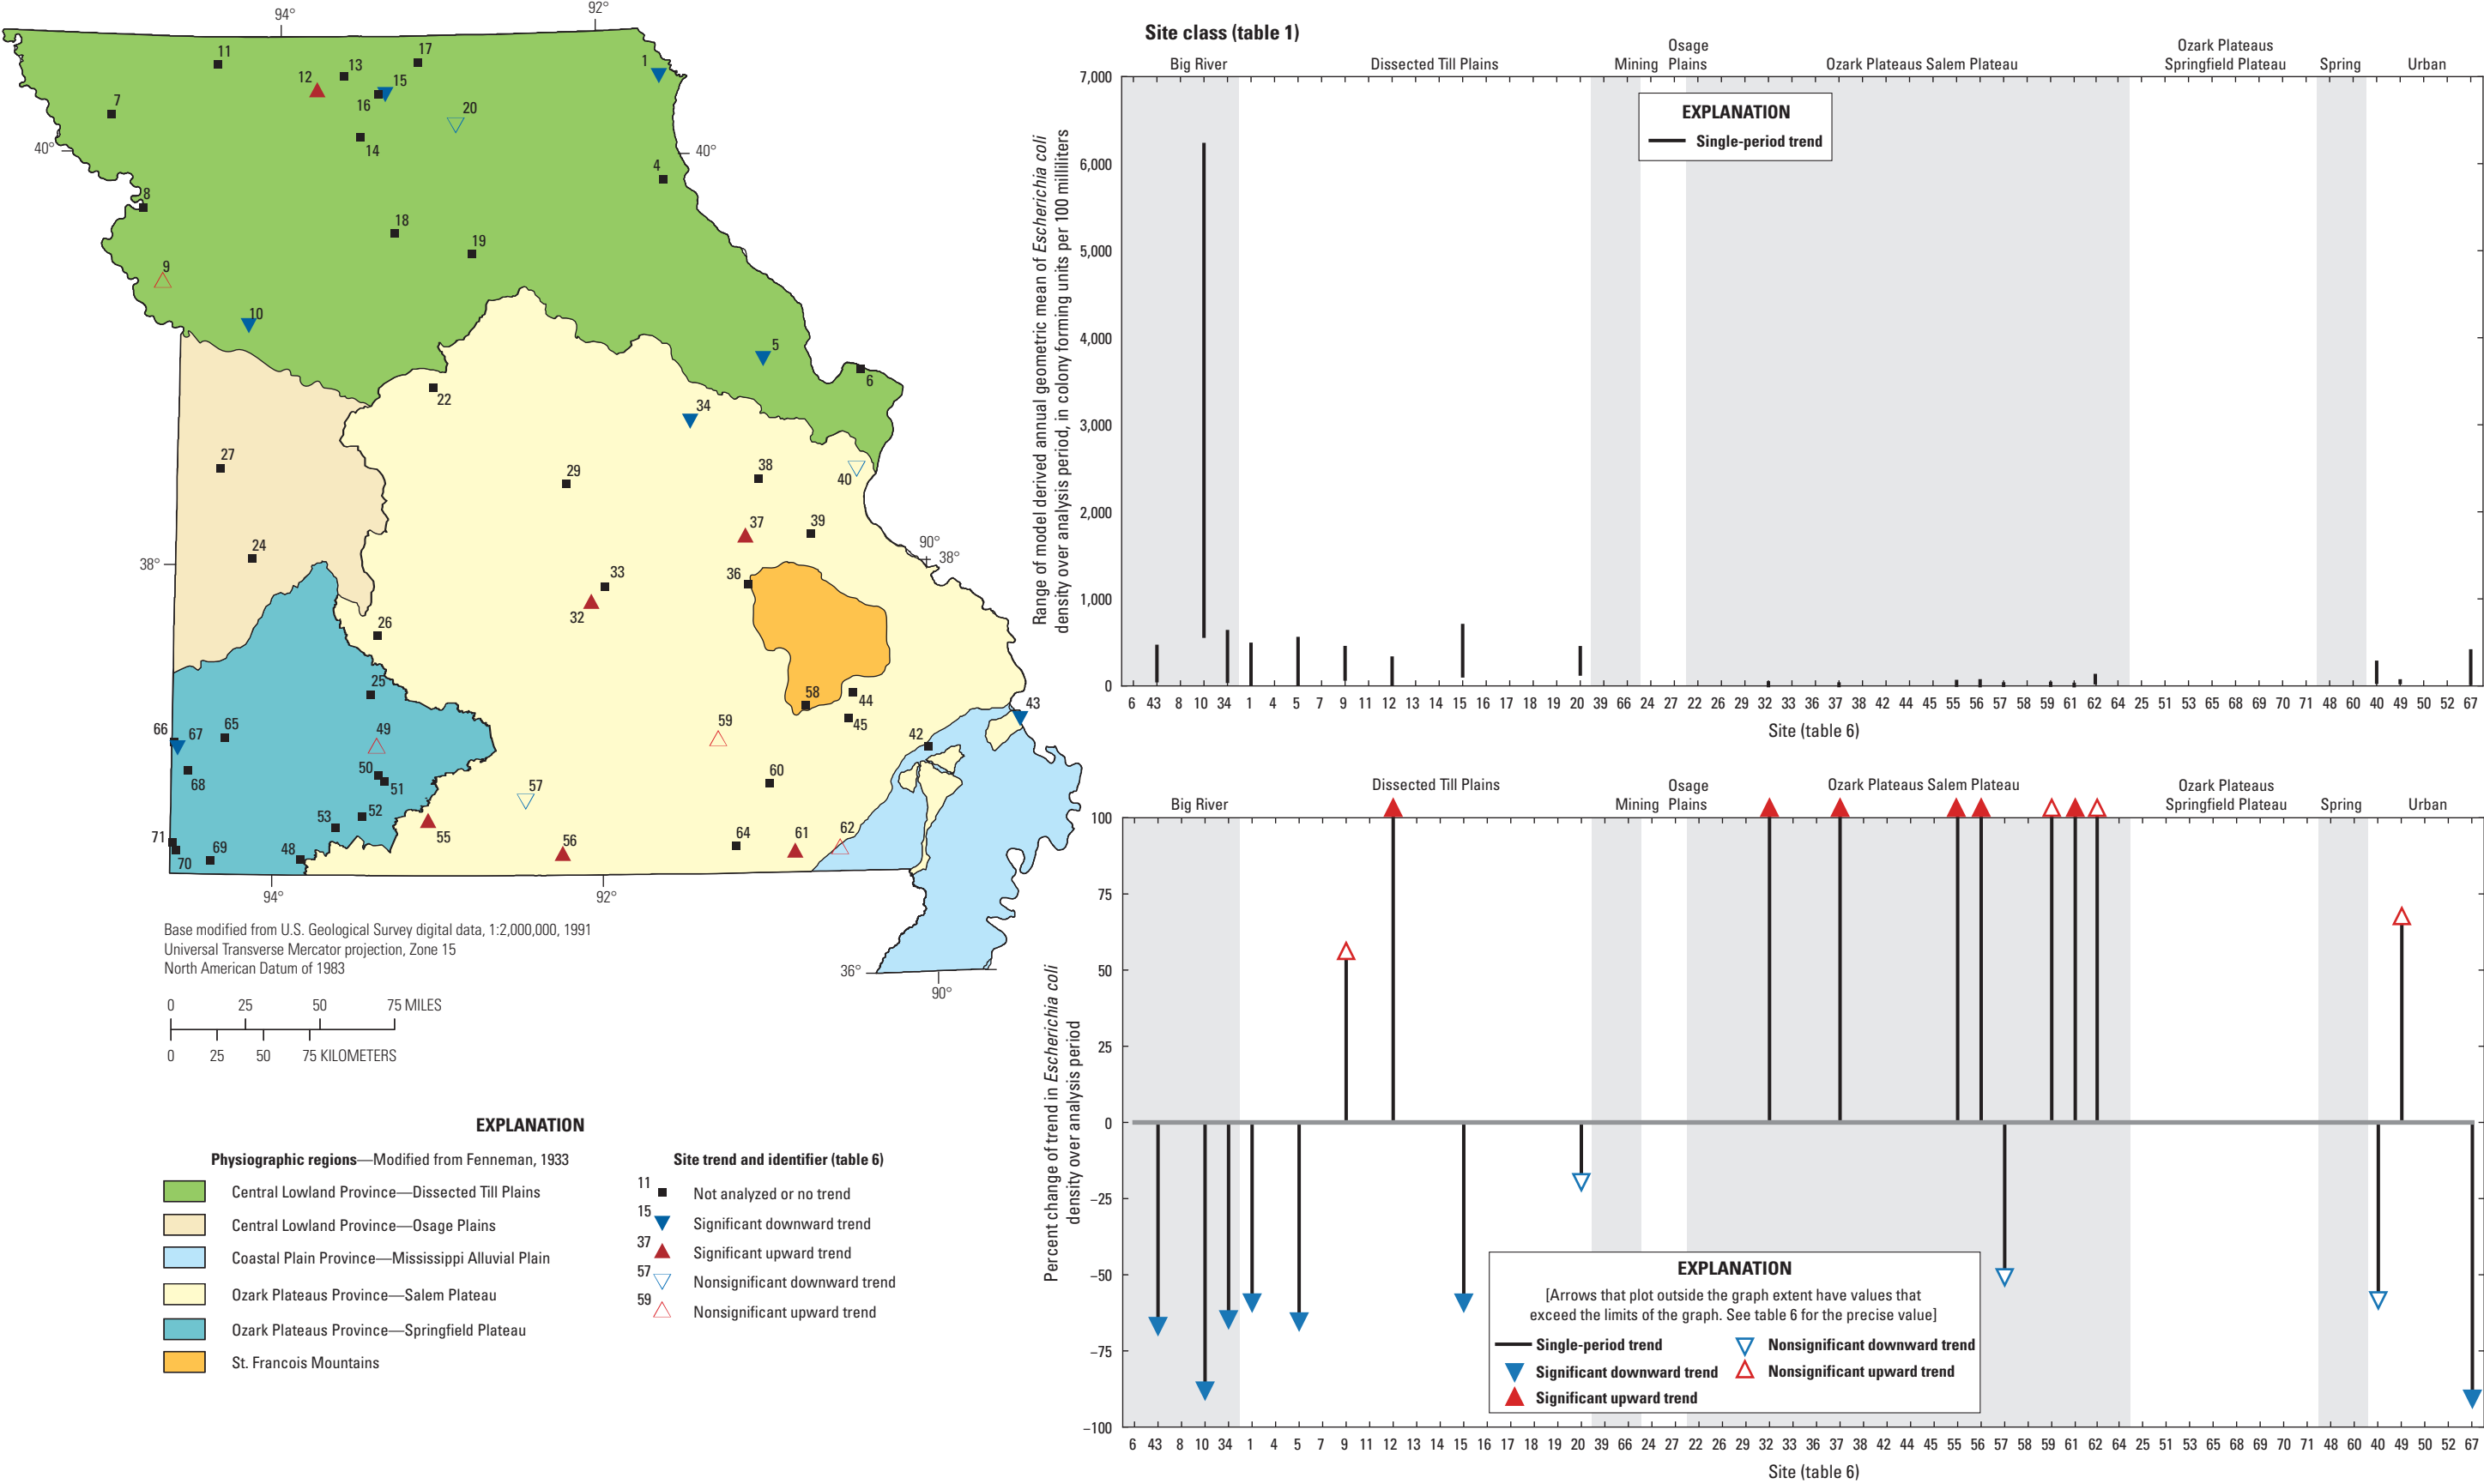 94°
92°
11
17
13
12
15
1
16
7
20
14
40°
40°
4
8
18
19
9
10
5
6
22
34
27
29
38
40
37
39
24
90°
38°
38°
33
36
32
26
25
58
44
43
45
66
67
65
49
59
42
50
60
68
51
57
53
52
55
56
64
61
62
71
70
69
48
94°
92°
36°
90°
Base modified from U.S. Geological Survey digital data, 1:2,000,000, 1991
Universal Transverse Mercator projection, Zone 15
North American Datum of 1983
0 25 50 75 MILES
0 25 50 75 KILOMETERS
EXPLANATION
Physiographic regions—Modified from Fenneman, 1933
Central Lowland Province—Dissected Till Plains
Central Lowland Province—Osage Plains
Coastal Plain Province—Mississippi Alluvial Plain
Ozark Plateaus Province—Salem Plateau
Ozark Plateaus Province—Springfield Plateau
St. Francois Mountains
Site trend and identifier (table 6)
11 Not analyzed or no trend
15 Significant downward trend
37 Significant upward trend
57 Nonsignificant downward trend
59 Nonsignificant upward trend
Site class (table 1)
Big River
Dissected Till Plains
Mining
Osage
Plains
Ozark Plateaus Salem Plateau
Ozark Plateaus
Springfield Plateau
Spring
Urban
EXPLANATION
Single-period trend
Range of model derived annual geometric mean of Escherichia coli
density over analysis period, in colony forming units per 100 milliliters
7,000
6,000
5,000
4,000
3,000
2,000
1,000
0
6 43 8 10 34 1 4 5 7 9 11 12 13 14 15 16 17 18 19 20 39 66 24 27 22 26 29 32 33 36 37 38 42 44 45 55 56 57 58 59 61 62 64 25 51 53 65 68 69 70 71 48 60 40 49 50 52 67
Site (table 6)
Big River
Dissected Till Plains
Mining
Osage
Plains
Ozark Plateaus Salem Plateau
Ozark Plateaus
Springfield Plateau
Spring
Urban
Percent change of trend in Escherichia coli
density over analysis period
100
75
50
25
0
−25
−50
−75
−100
EXPLANATION
[Arrows that plot outside the graph extent have values that
exceed the limits of the graph. See table 6 for the precise value]
Single-period trend
Significant downward trend
Significant upward trend
Nonsignificant downward trend
Nonsignificant upward trend
6 43 8 10 34 1 4 5 7 9 11 12 13 14 15 16 17 18 19 20 39 66 24 27 22 26 29 32 33 36 37 38 42 44 45 55 56 57 58 59 61 62 64 25 51 53 65 68 69 70 71 48 60 40 49 50 52 67
Site (table 6)